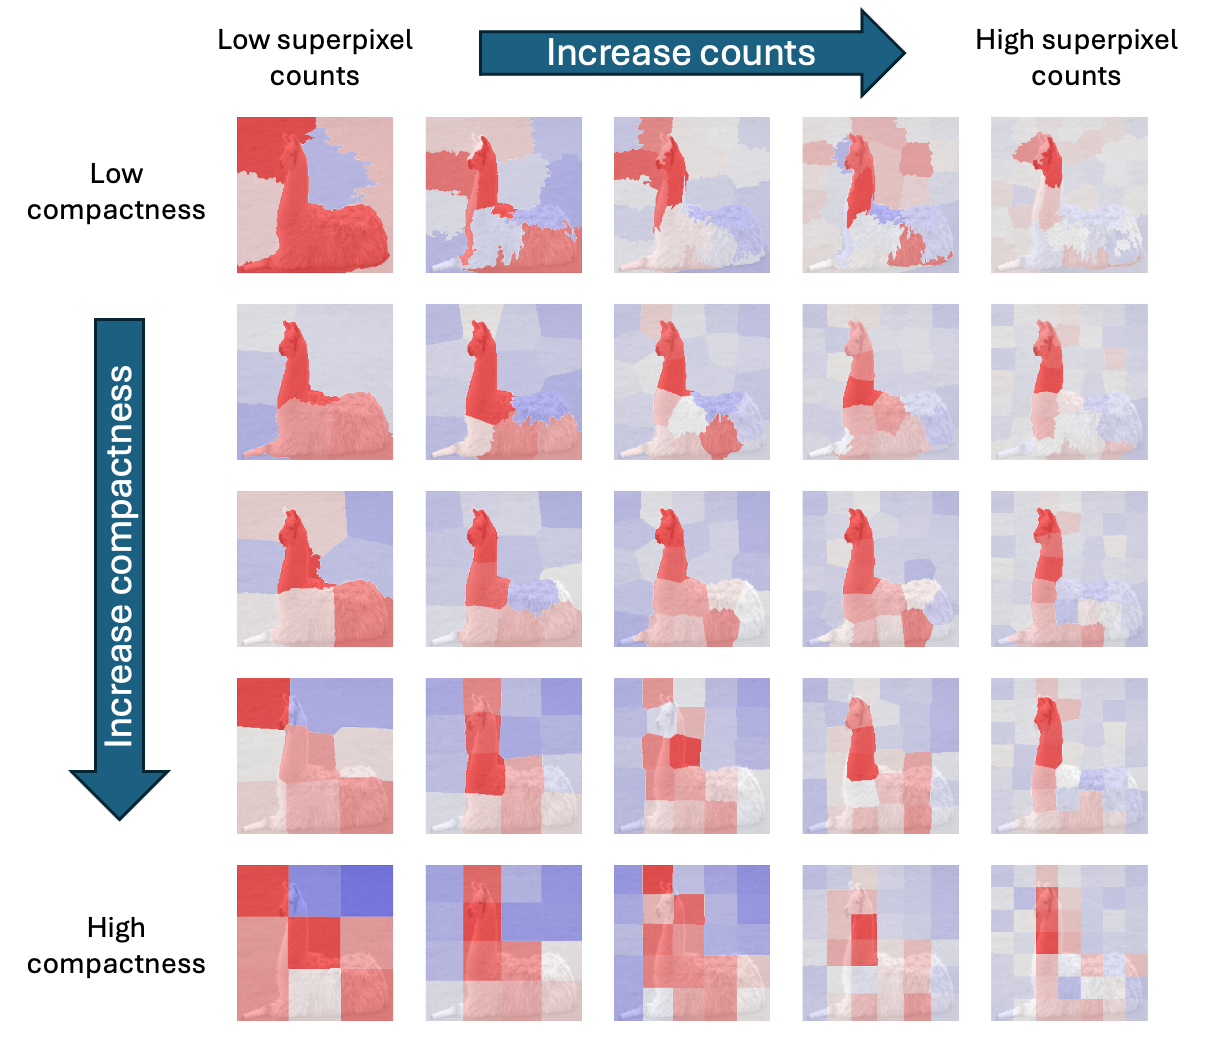 Low superpixel
counts
Increase counts
High superpixel
counts
Low
compactness
Increase compactness
High
compactness